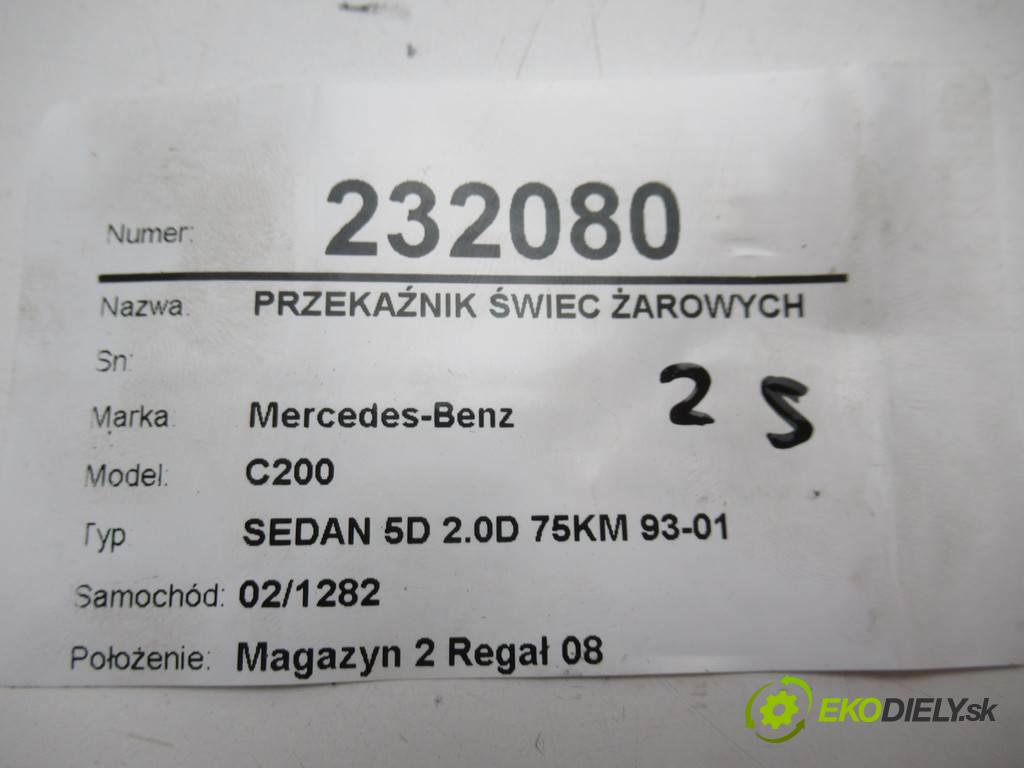 Numer: 232080
Nazwa: PRZEKAŹNIK ŚWIEC ŻAROWYCH
Sn:
Marka: Mercedes-Benz
2 S
Model: C200
Typ SEDAN 5D 2.0D 75KM 93-01
Samochód: 02/1282
Położenie: Magazyn 2 Regał 08
EKODIELY.sk